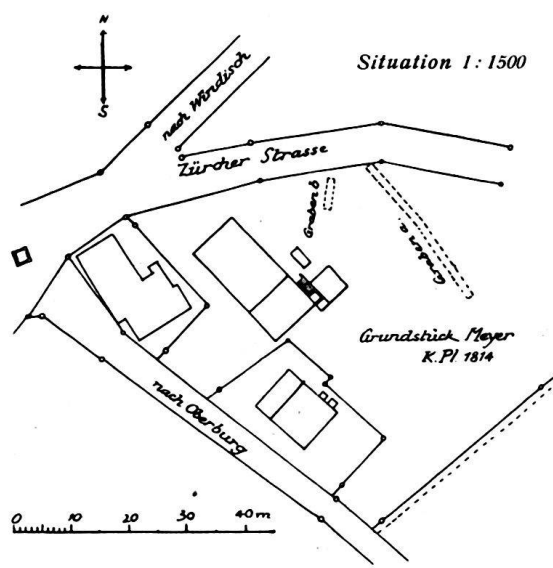 N
S
Situation 1 : 1500
nach Windisch
Zürcher Strasse
Graben b
Graben a
Grundstück Meyer
K. Pl. 1814
nach Oberburg
0 10 20 30 40 m